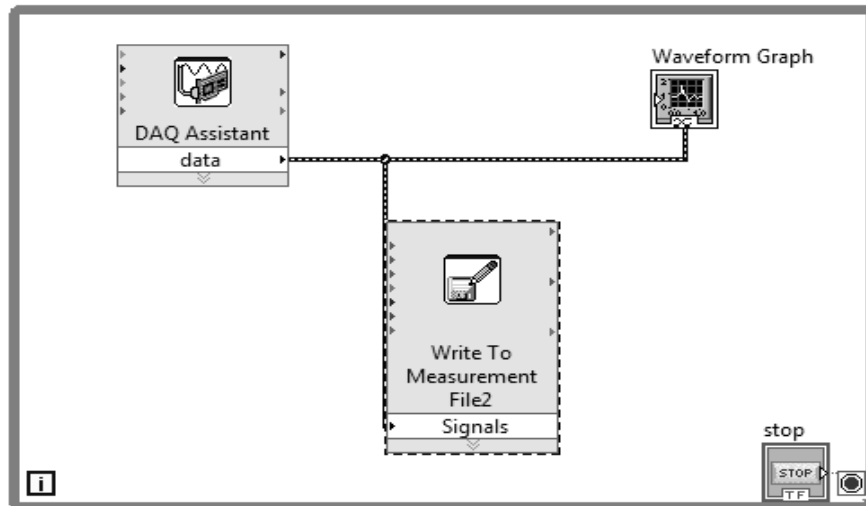 Waveform Graph
DAQ Assistant
data
Write To
Measurement
File2
Signals
stop
STOP
TF
i